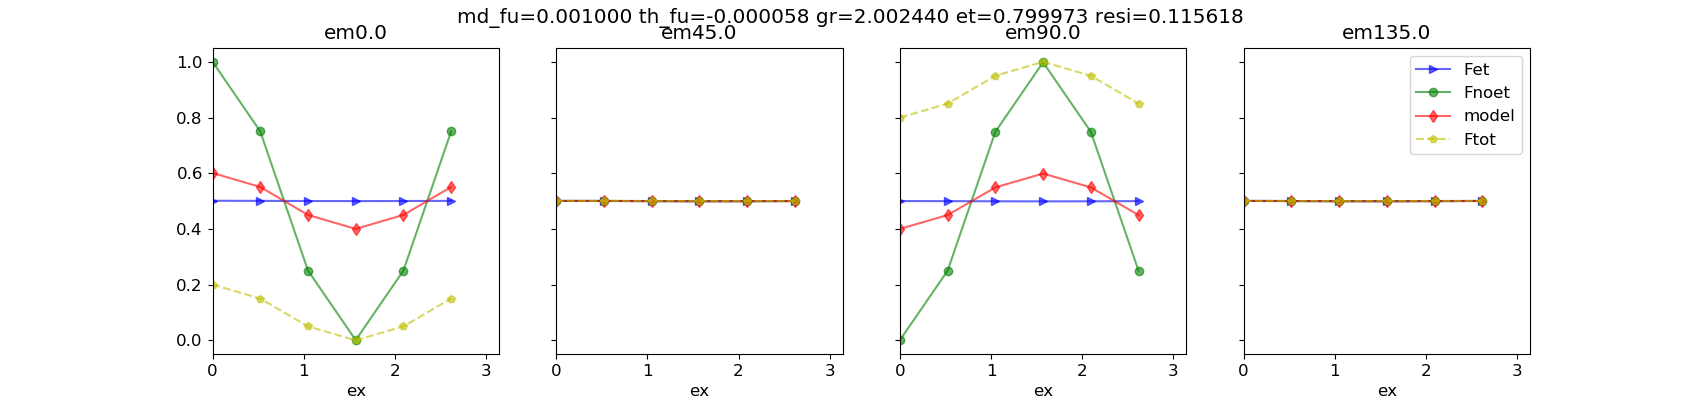 md_fu=0.001000 th_fu=-0.000058 gr=2.002440 et=0.799973 resi=0.115618
em0.0 em45.0 em90.0 em135.0
1.0
0.8
0.6
0.4
0.2
0.0
Fet
Fnoet
model
Ftot
0 1 2 3 0 1 2 3 0 1 2 3 0 1 2 3
ex ex ex ex